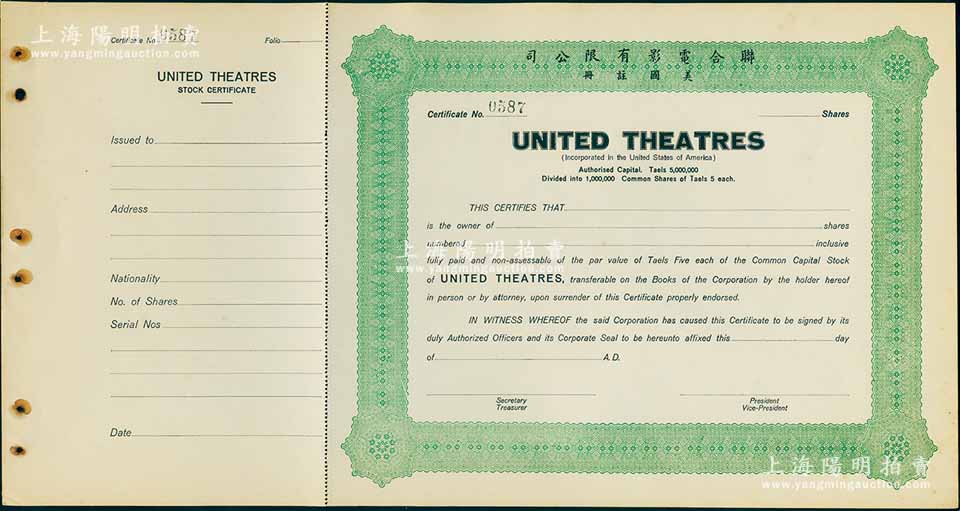 上海陽明拍賣
www.yangmingauction.com
Certificate No. 0587 Folio
UNITED THEATRES
STOCK CERTIFICATE
Issued to
Address
Nationality
No. of Shares
Serial Nos
Date
司公限有影電合聯
冊註國美
Certificate No. 0587 Shares
UNITED THEATRES
(Incorporated in the United States of America)
Authorised Capital. Taels 5,000,000
Divided into 1,000,000 Common Shares of Taels 5 each.
THIS CERTIFIES THAT
is the owner of shares
numbered inclusive
上海陽明拍賣
www.yangmingauction.com
fully paid and non-assessable of the par value of Taels Five each of the Common Capital Stock
of UNITED THEATRES, transferable on the Books of the Corporation by the holder hereof
in person or by attorney, upon surrender of this Certificate properly endorsed.
IN WITNESS WHEREOF the said Corporation has caused this Certificate to be signed by its
duly Authorized Officers and its Corporate Seal to be hereunto affixed this day
of A.D.
Secretary President
Treasurer Vice-President
上海陽明拍賣
www.yangmingauction.com